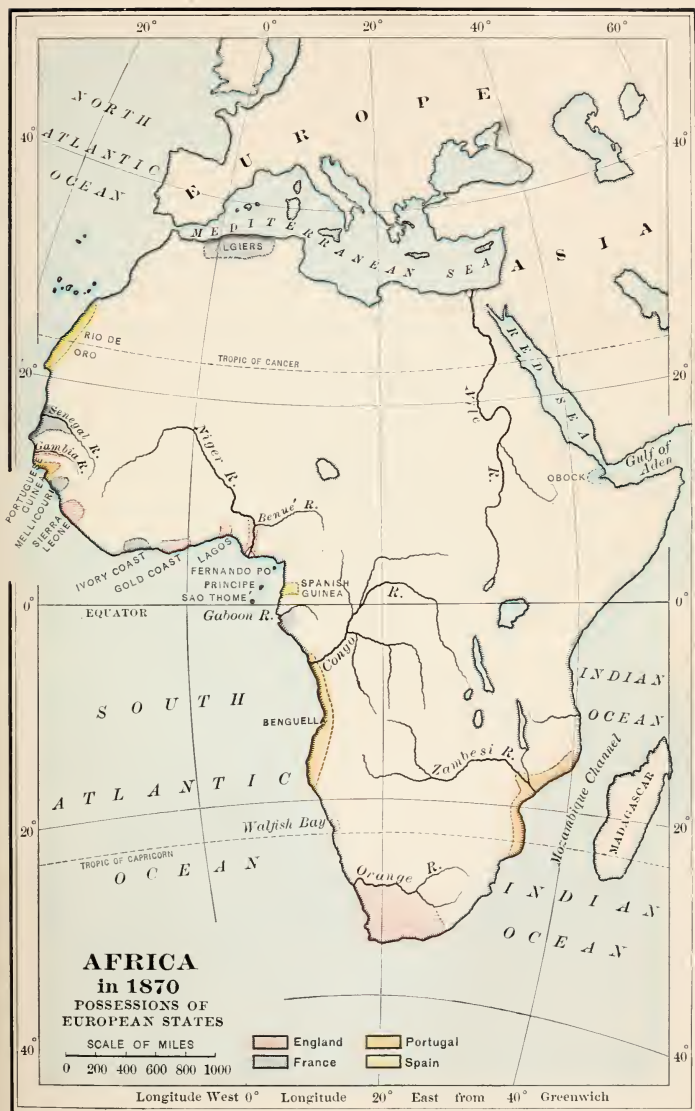 20° 0° 20° 40° 60°
NORTH
ATLANTIC
OCEAN
EUROPE
ASIA
40° 40°
MEDITERRANEAN SEA
LGIERS
RIO DE
ORO
TROPIC OF CANCER
RED SEA
Nile R.
20° 20°
Senegal R.
Gambia R.
Niger R.
Gulf of
Aden
OBOCK
PORTUGUESE
GUINEA
MELLICOURI
SIERRA
LEONE
Benué R.
IVORY COAST
GOLD COAST
LAGOS
FERNANDO PO
PRINCIPE
SAO THOMÉ
SPANISH
GUINEA
0° 0°
EQUATOR
Gaboon R.
Congo R.
INDIAN
OCEAN
SOUTH
ATLANTIC
OCEAN
BENGUELLA
Zambesi R.
Mozambique Channel
MADAGASCAR
Walfish Bay
20° 20°
TROPIC OF CAPRICORN
Orange R.
INDIAN
OCEAN
AFRICA
in 1870
POSSESSIONS OF
EUROPEAN STATES
SCALE OF MILES
0 200 400 600 800 1000
England Portugal
France Spain
40° 40°
Longitude West 0° Longitude 20° East from 40° Greenwich